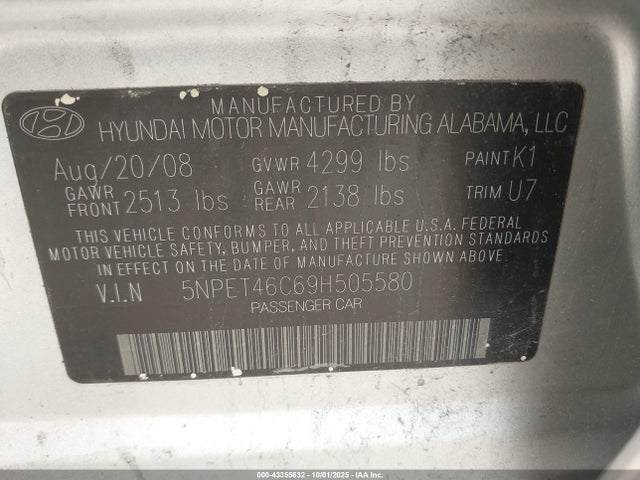 MANUFACTURED BY
HYUNDAI MOTOR MANUFACTURING ALABAMA, LLC
Aug/20/08 GVWR 4299 lbs PAINT K1
GAWR FRONT 2513 lbs GAWR REAR 2138 lbs TRIM U7
THIS VEHICLE CONFORMS TO ALL APPLICABLE U.S.A. FEDERAL
MOTOR VEHICLE SAFETY, BUMPER, AND THEFT PREVENTION STANDARDS
IN EFFECT ON THE DATE OF MANUFACTURE SHOWN ABOVE.
V.I.N 5NPET46C69H505580
PASSENGER CAR
000-43355632 - 10/01/2025 - © IAA Holdings, LLC